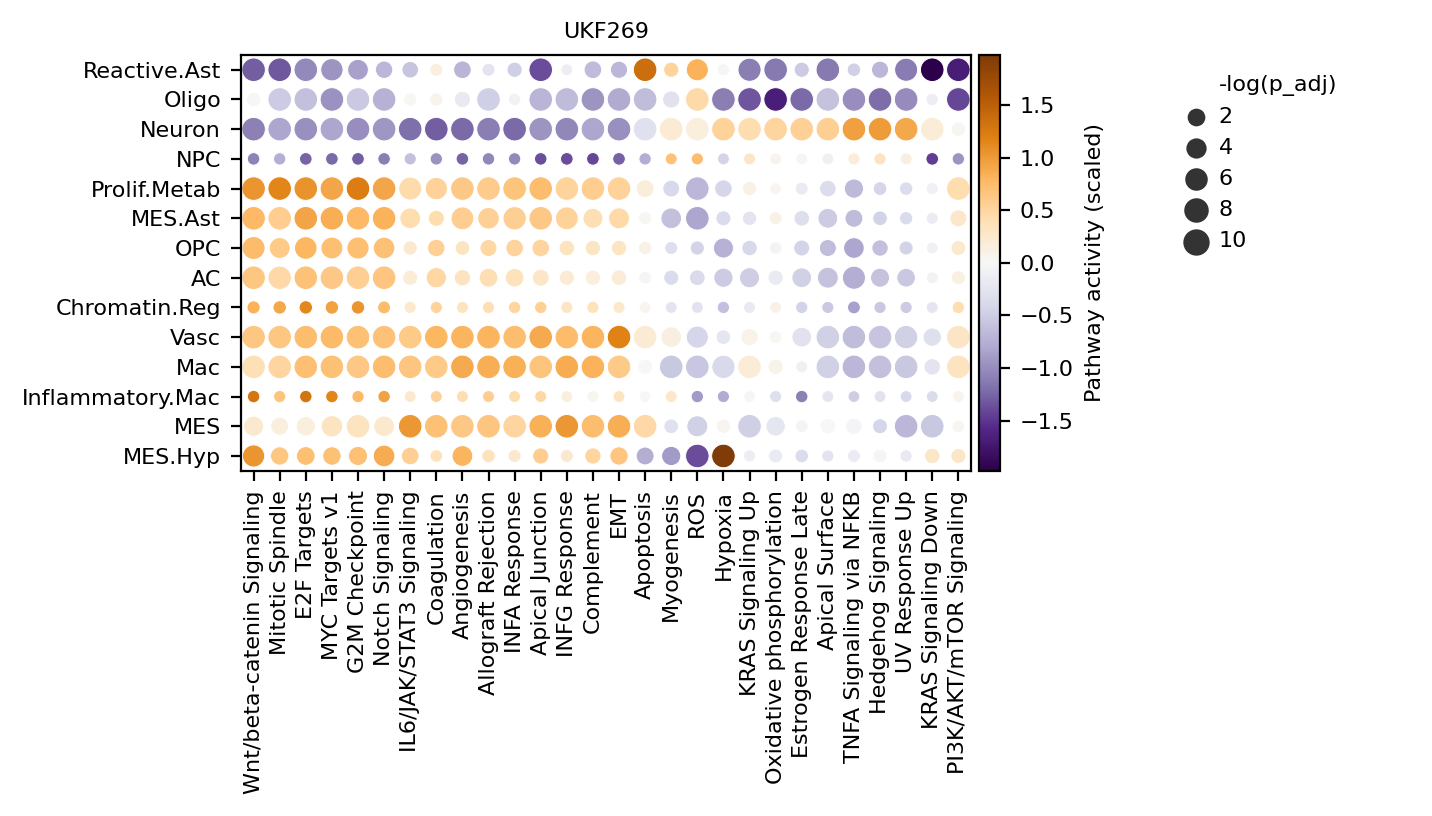 UKF269
Reactive.Ast
Oligo
Neuron
NPC
Prolif.Metab
MES.Ast
OPC
AC
Chromatin.Reg
Vasc
Mac
Inflammatory.Mac
MES
MES.Hyp
Wnt/beta-catenin Signaling
Mitotic Spindle
E2F Targets
MYC Targets v1
G2M Checkpoint
Notch Signaling
IL6/JAK/STAT3 Signaling
Coagulation
Angiogenesis
Allograft Rejection
INFA Response
Apical Junction
INFG Response
Complement
EMT
Apoptosis
Myogenesis
ROS
Hypoxia
KRAS Signaling Up
Oxidative phosphorylation
Estrogen Response Late
Apical Surface
TNFA Signaling via NFKB
Hedgehog Signaling
UV Response Up
KRAS Signaling Down
PI3K/AKT/mTOR Signaling
1.5
1.0
0.5
0.0
−0.5
−1.0
−1.5
Pathway activity (scaled)
-log(p_adj)
2
4
6
8
10